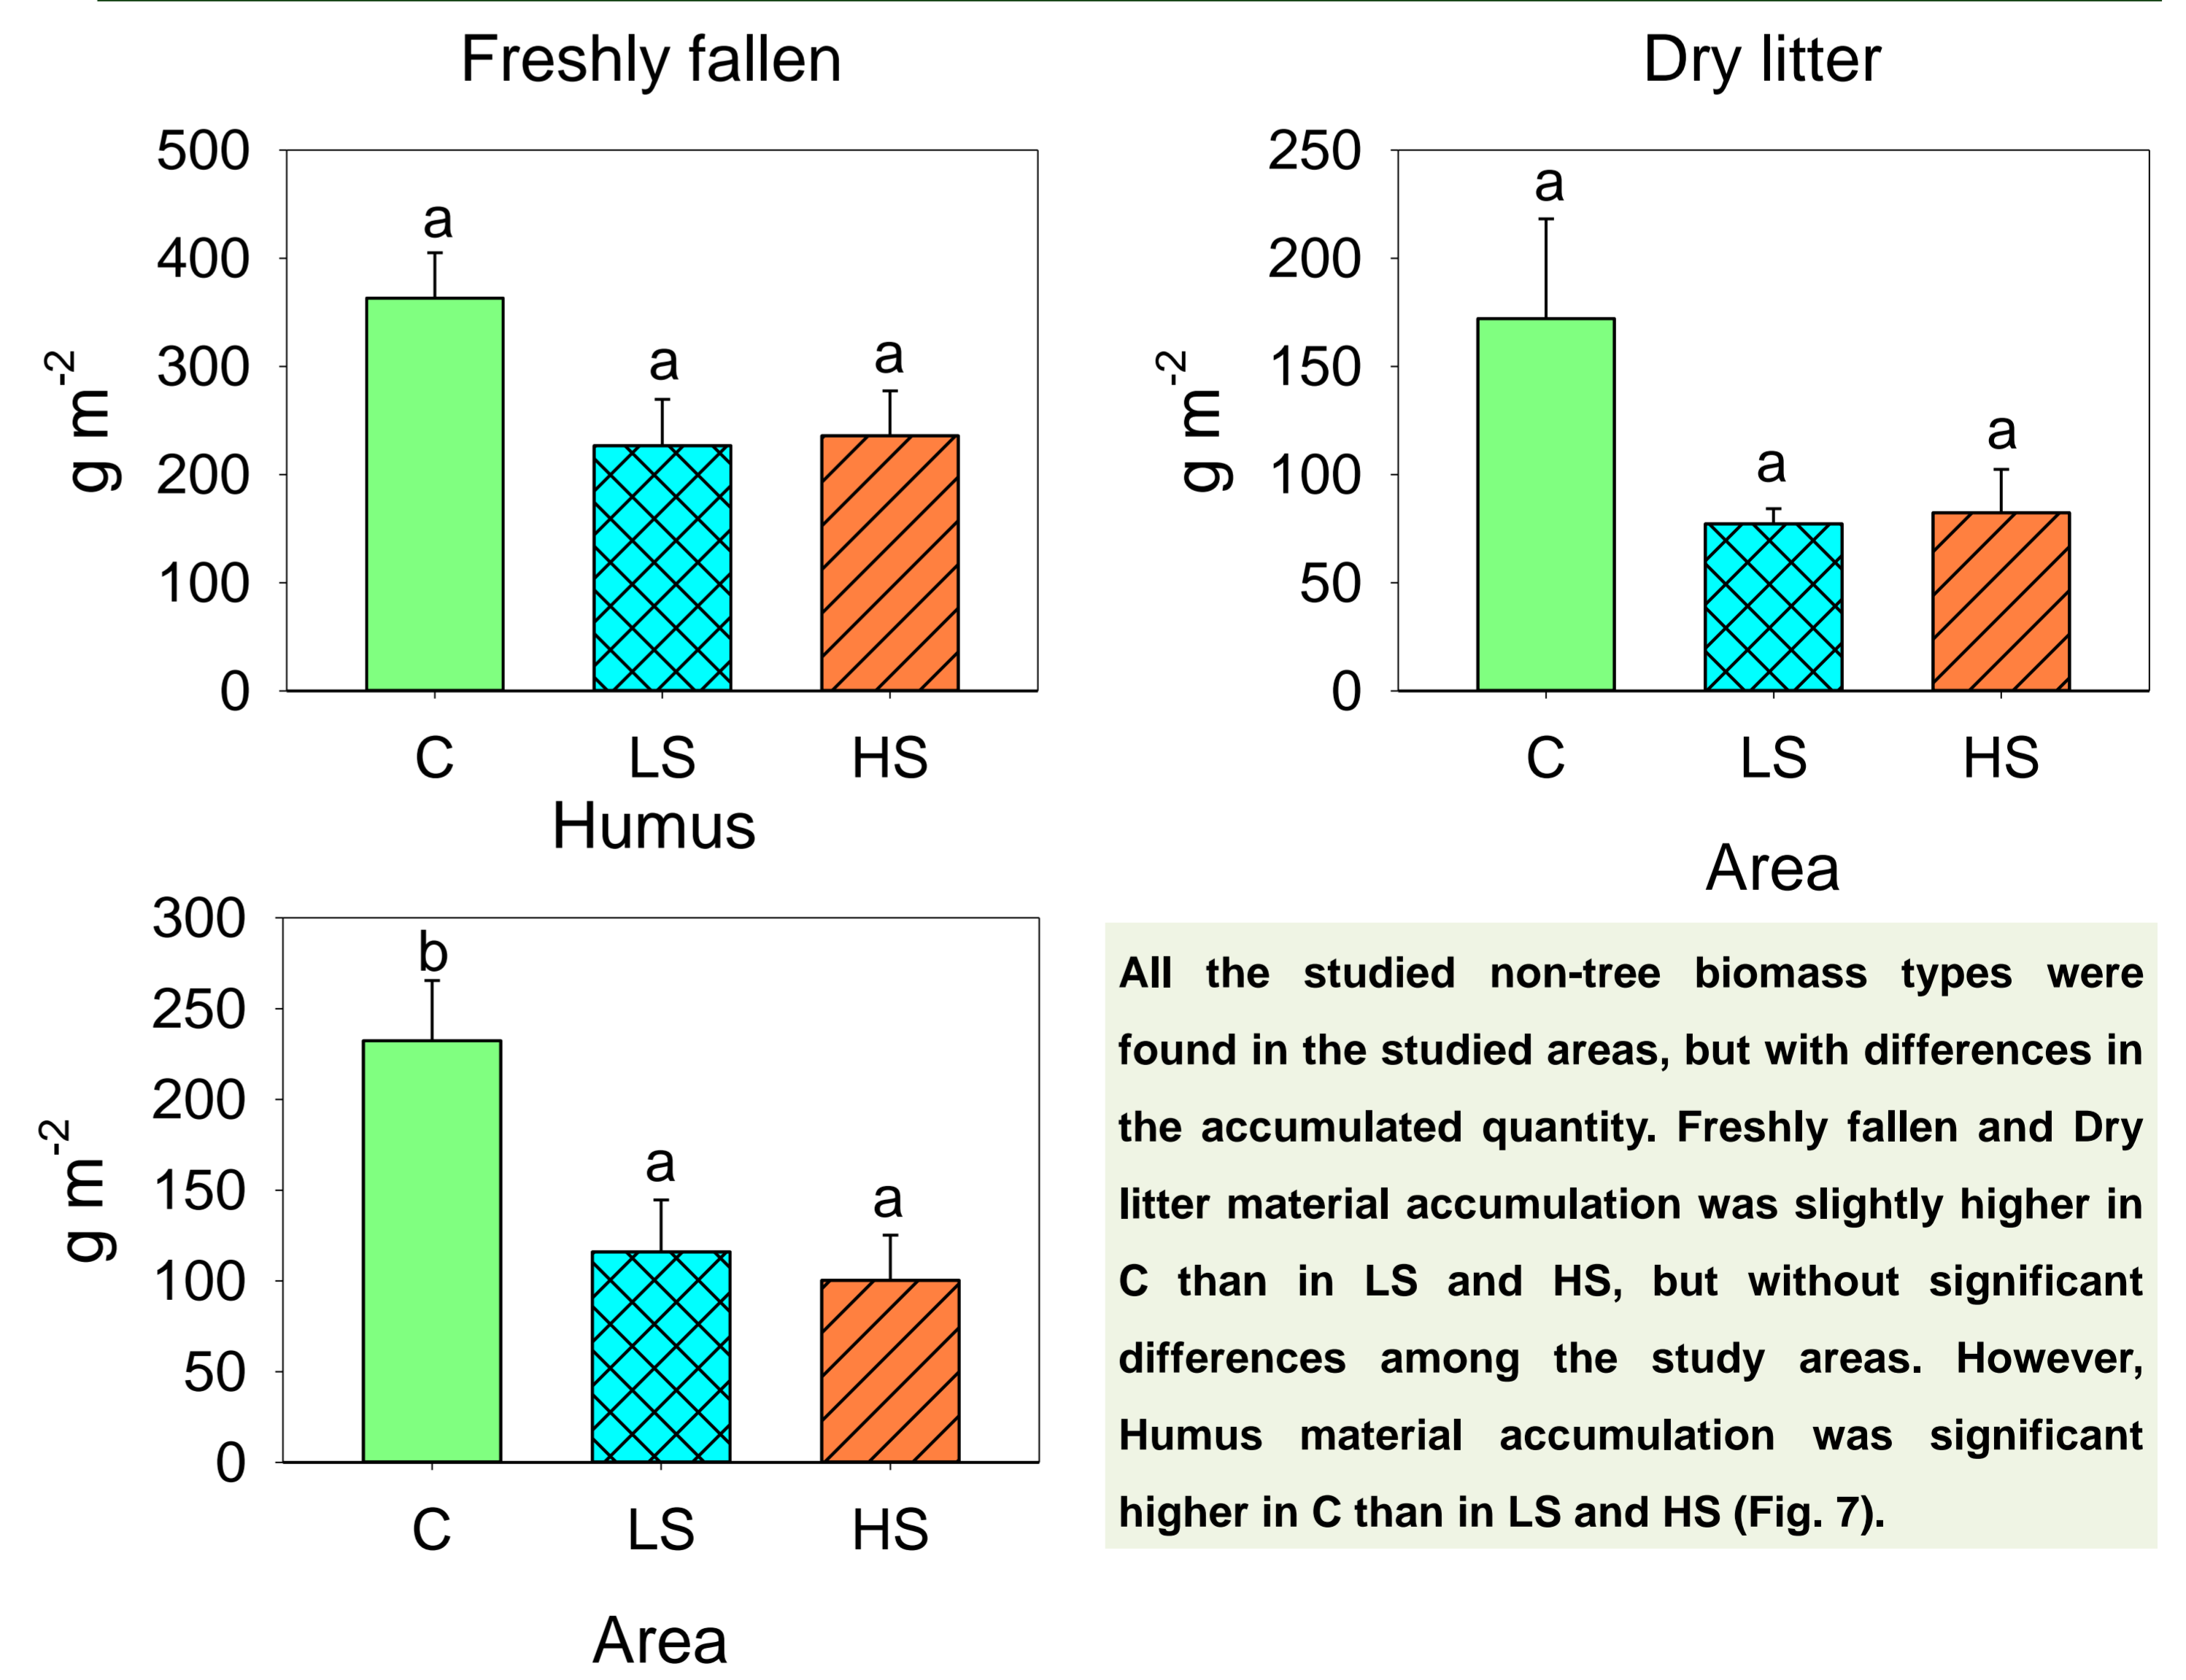 Freshly fallen
500
400
300
200
100
0
g m-2
a
a
a
C LS HS
Dry litter
250
200
150
100
50
0
g m-2
a
a
a
C LS HS
Area
Humus
300
250
200
150
100
50
0
g m-2
b
a
a
C LS HS
Area
All the studied non-tree biomass types were
found in the studied areas, but with differences in
the accumulated quantity. Freshly fallen and Dry
litter material accumulation was slightly higher in
C than in LS and HS, but without significant
differences among the study areas. However,
Humus material accumulation was significant
higher in C than in LS and HS (Fig. 7).